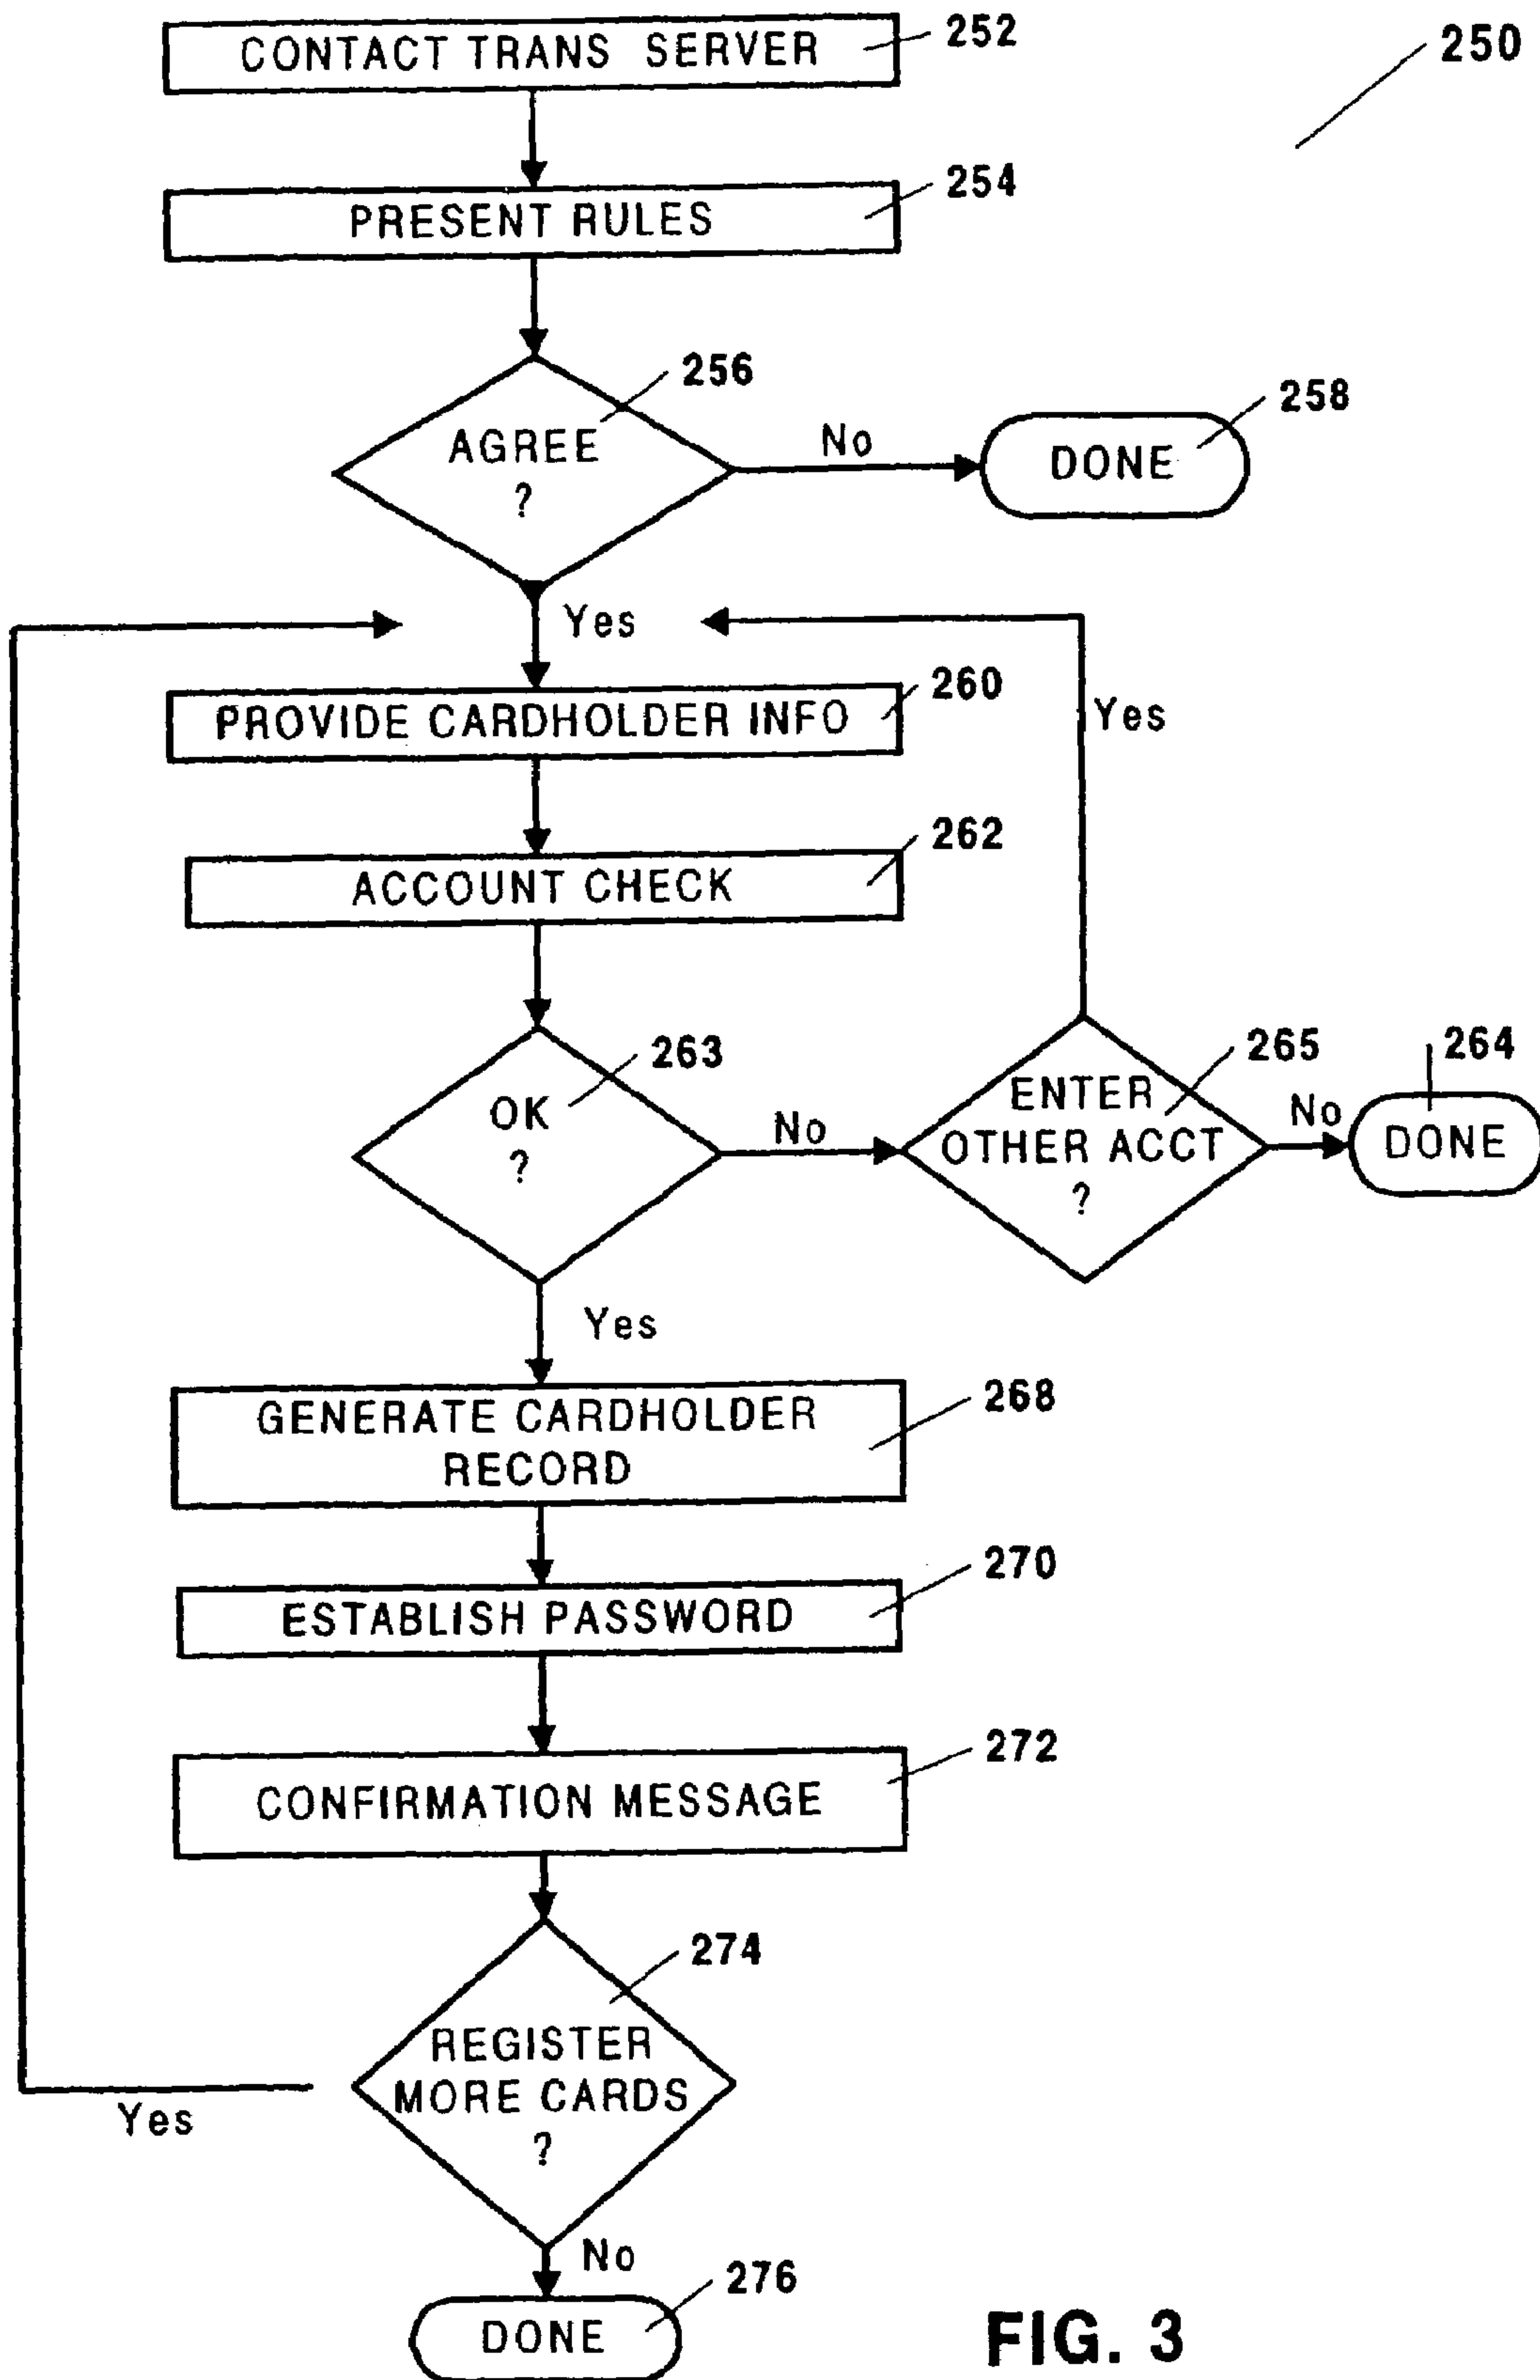 CONTACT TRANS SERVER
252
250
PRESENT RULES
254
AGREE
?
256
No
DONE
258
Yes
PROVIDE CARDHOLDER INFO
260
Yes
ACCOUNT CHECK
262
OK
?
263
No
ENTER
OTHER ACCT
?
265
No
DONE
264
Yes
GENERATE CARDHOLDER
RECORD
268
ESTABLISH PASSWORD
270
CONFIRMATION MESSAGE
272
REGISTER
MORE CARDS
?
274
Yes
No
DONE
276
FIG. 3